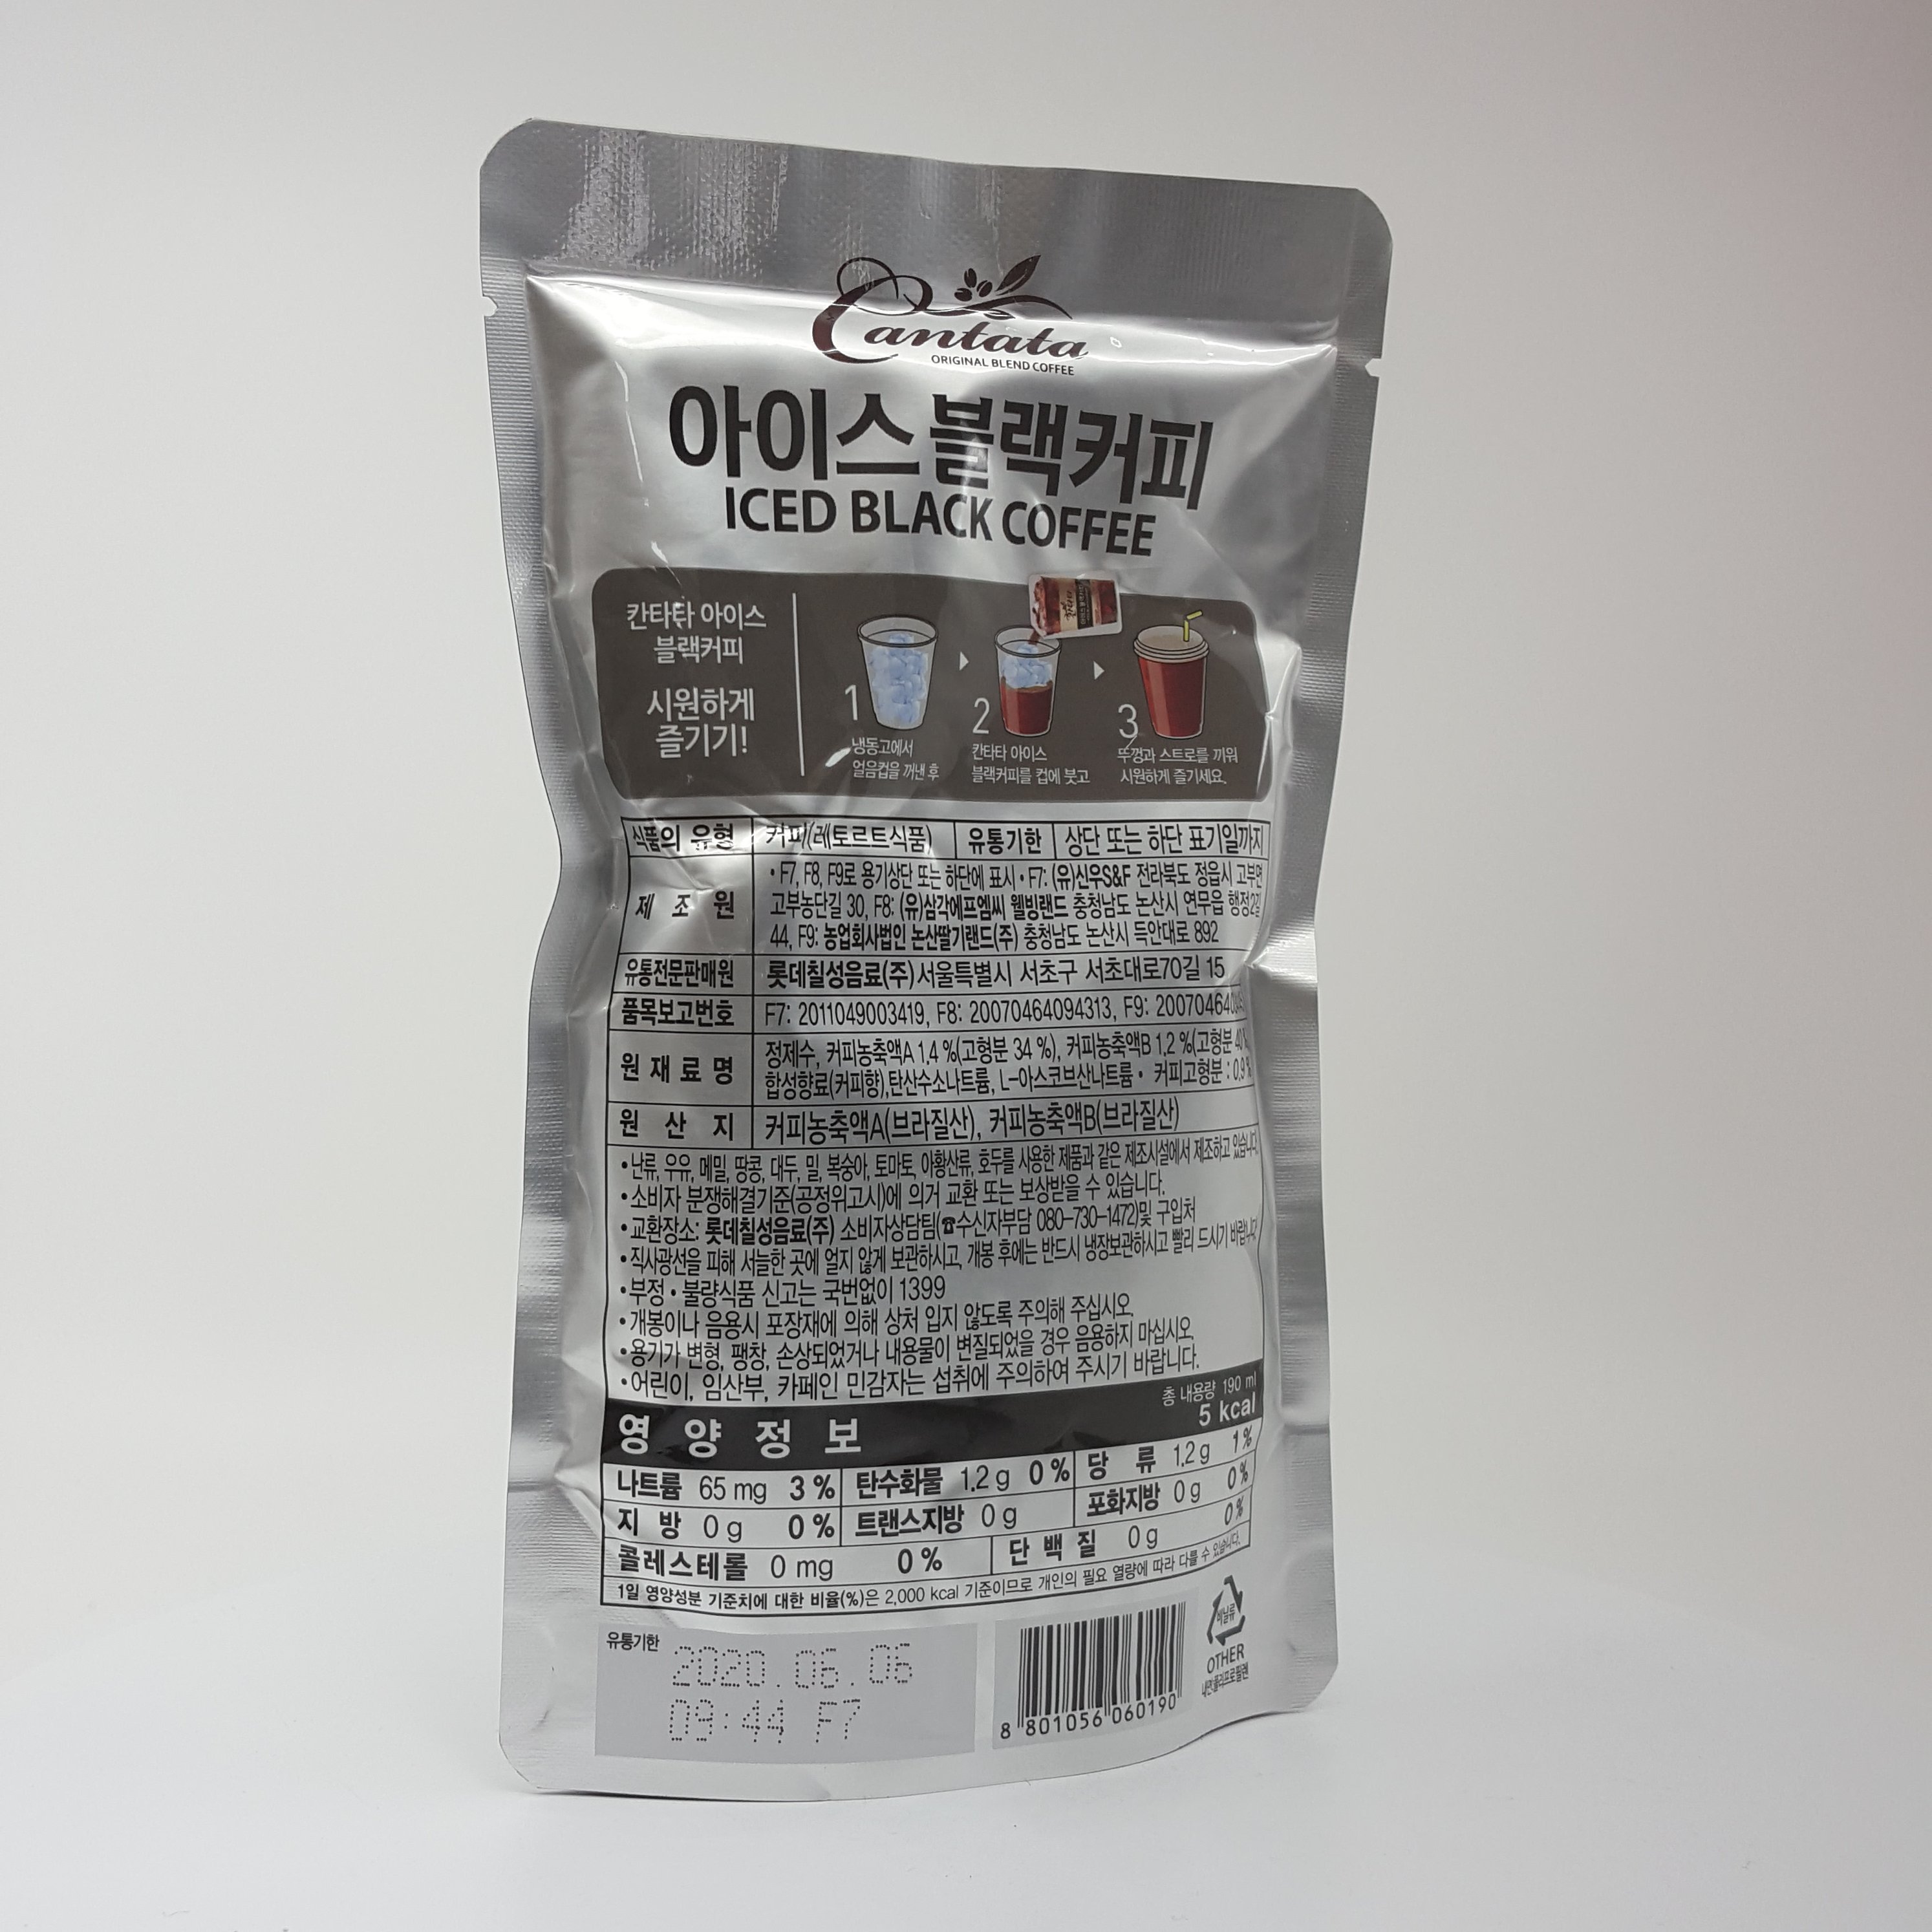 Cantata
ORIGINAL BLEND COFFEE
아이스블랙커피
ICED BLACK COFFEE
칸타타 아이스
블랙커피
시원하게
즐기기!
1
냉동고에서
얼음컵을 꺼낸 후
2
칸타타 아이스
블랙커피를 컵에 붓고
3
뚜껑과 스트로를 끼워
시원하게 즐기세요.
식품의 유형 커피(레토르트식품) 유통기한 상단 또는 하단 표기일까지
제조원
• F7, F8, F9로 용기상단 또는 하단에 표시 • F7: (유)신우S&F 전라북도 정읍시 고부면
고부농단길 30, F8: (유)삼각에프엠씨 웰빙랜드 충청남도 논산시 연무읍 행정2길
44, F9: 농업회사법인 논산딸기랜드(주) 충청남도 논산시 득안대로 892
유통전문판매원 롯데칠성음료(주) 서울특별시 서초구 서초대로70길 15
품목보고번호 F7: 2011049003419, F8: 20070464094313, F9:
원재료명
정제수, 커피농축액A 1.4 %(고형분 34 %), 커피농축액B 1.2 %(고형분 40%
합성향료(커피향),탄산수소나트륨, L-아스코브산나트륨 • 커피고형분 : 0.9 %
원산지 커피농축액A(브라질산), 커피농축액B(브라질산)
• 난류, 우유, 메밀, 땅콩, 대두, 밀, 복숭아, 토마토, 아황산류, 호두를 사용한 제품과 같은 제조시설에서 제조하고 있습니다.
• 소비자 분쟁해결기준(공정위고시)에 의거 교환 또는 보상받을 수 있습니다.
• 교환장소: 롯데칠성음료(주) 소비자상담팀(☎수신자부담 080-730-1472)및 구입처
• 직사광선을 피해 서늘한 곳에 얼지 않게 보관하시고, 개봉 후에는 반드시 냉장보관하시고 빨리 드시기 바랍니다.
• 부정 • 불량식품 신고는 국번없이 1399
• 개봉이나 음용시 포장재에 의해 상처 입지 않도록 주의해 주십시오.
• 용기가 변형, 팽창, 손상되었거나 내용물이 변질되었을 경우 음용하지 마십시오.
• 어린이, 임산부, 카페인 민감자는 섭취에 주의하여 주시기 바랍니다.
영양정보
총 내용량 190 ml
5 kcal
나트륨 65 mg 3 % 탄수화물 1.2 g 0 % 당류 1.2 g 1 %
지방 0 g 0 % 트랜스지방 0 g 포화지방 0 g 0 %
콜레스테롤 0 mg 0 % 단백질 0 g 0 %
1일 영양성분 기준치에 대한 비율(%)은 2,000 kcal 기준이므로 개인의 필요 열량에 따라 다를 수 있습니다.
유통기한
2020.06.06
09:44 F7
8 801056 060190
비닐류
OTHER
내면:폴리프로필렌